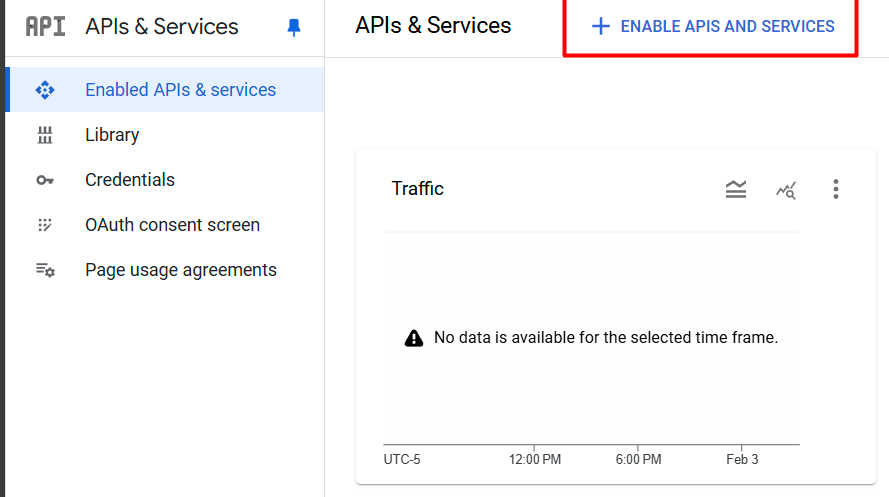 API APIs & Services
Enabled APIs & services
Library
Credentials
OAuth consent screen
Page usage agreements
APIs & Services
+ ENABLE APIS AND SERVICES
Traffic
No data is available for the selected time frame.
UTC-5 12:00 PM 6:00 PM Feb 3